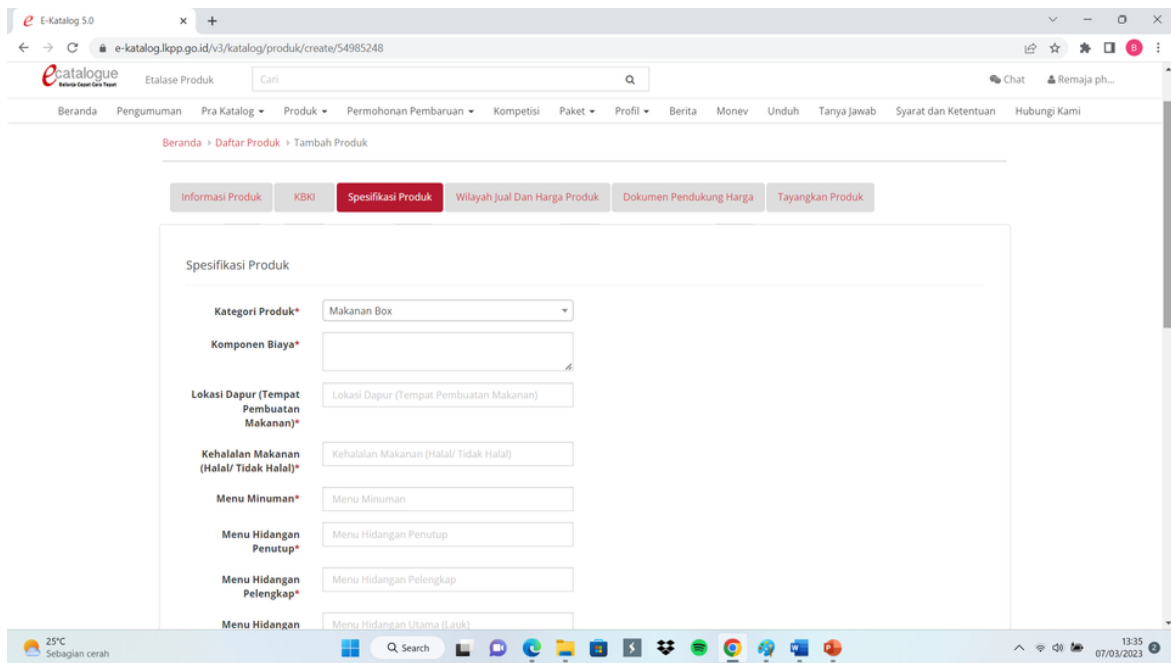 E-Katalog 5.0
e-katalog.lkpp.go.id/v3/katalog/produk/create/54985248
B
ecatalogue
Belanja Cepat Cara Tepat
Etalase Produk
Cari
Chat
Remaja ph...
Beranda Pengumuman Pra Katalog Produk Permohonan Pembaruan Kompetisi Paket Profil Berita Monev Unduh Tanya Jawab Syarat dan Ketentuan Hubungi Kami
Beranda Daftar Produk Tambah Produk
Informasi Produk KBKI Spesifikasi Produk Wilayah Jual Dan Harga Produk Dokumen Pendukung Harga Tayangkan Produk
Spesifikasi Produk
Kategori Produk* Makanan Box
Komponen Biaya*
Lokasi Dapur (Tempat
Pembuatan
Makanan)*
Lokasi Dapur (Tempat Pembuatan Makanan)
Kehalalan Makanan
(Halal/ Tidak Halal)*
Kehalalan Makanan (Halal/ Tidak Halal)
Menu Minuman* Menu Minuman
Menu Hidangan
Penutup*
Menu Hidangan Penutup
Menu Hidangan
Pelengkap*
Menu Hidangan Pelengkap
Menu Hidangan
Menu Hidangan Utama (Lauk)
25°C
Sebagian cerah
Search
13:35
07/03/2023
2